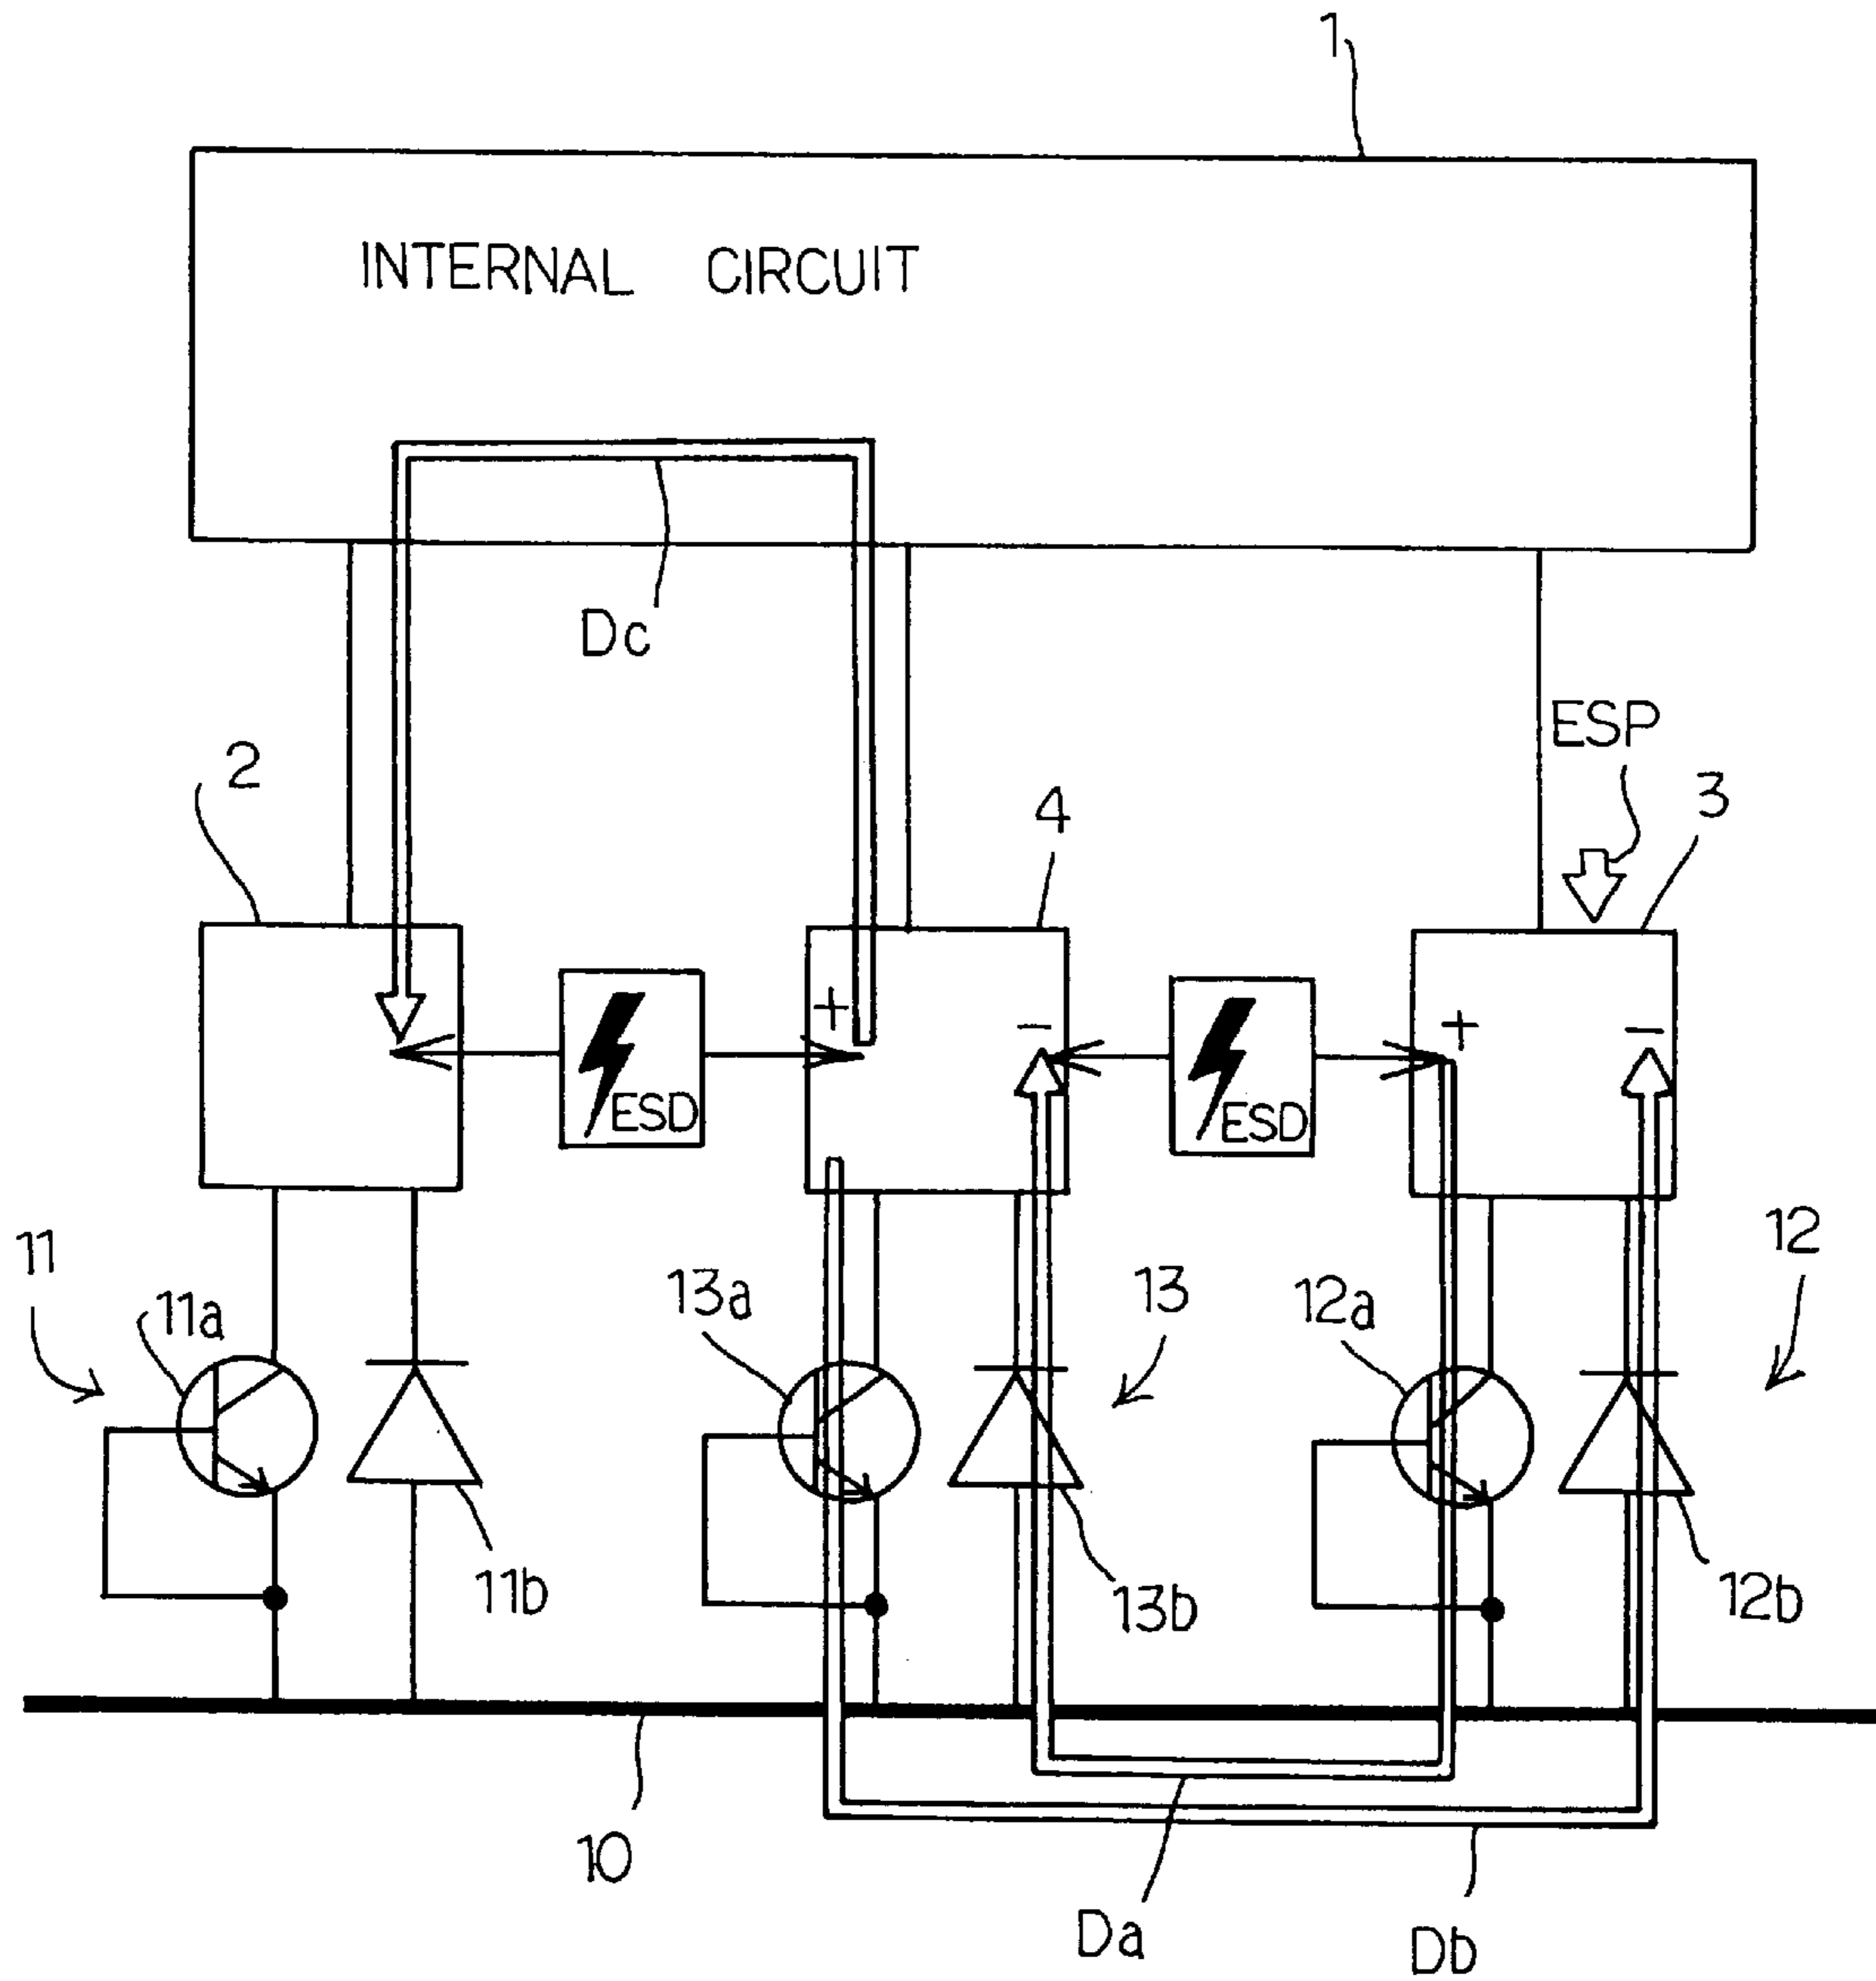 1
INTERNAL CIRCUIT
Dc
ESP
2
4
3
+
−
+
−
ESD
ESD
11
11a
13a
13
12a
12
11b
13b
12b
10
Da
Db